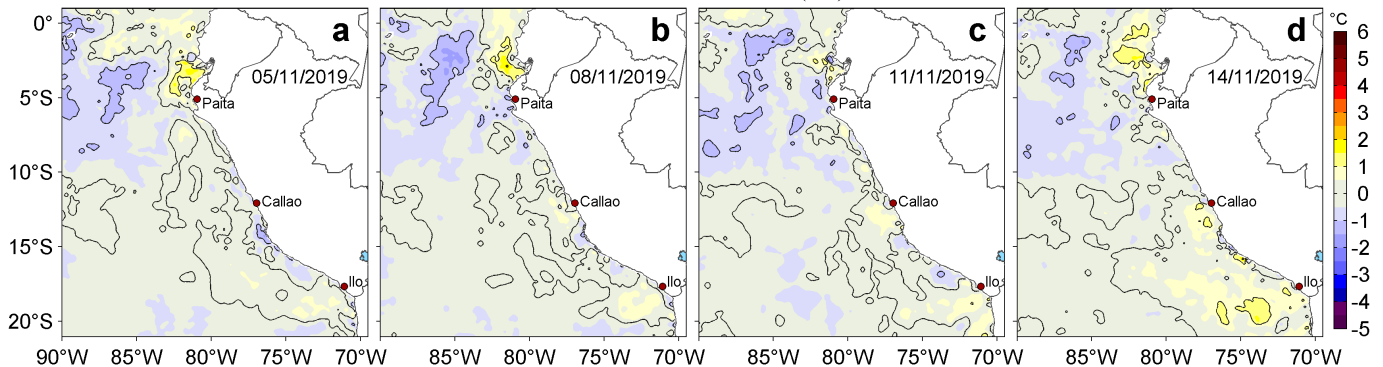 a
b
c
d
°C
05/11/2019
08/11/2019
11/11/2019
14/11/2019
Paita
Paita
Paita
Paita
Callao
Callao
Callao
Callao
Ilo
Ilo
Ilo
Ilo
0°
5°S
10°S
15°S
20°S
90°W 85°W 80°W 75°W 70°W
85°W 80°W 75°W 70°W
85°W 80°W 75°W 70°W
85°W 80°W 75°W 70°W
6
5
4
3
2
1
0
-1
-2
-3
-4
-5